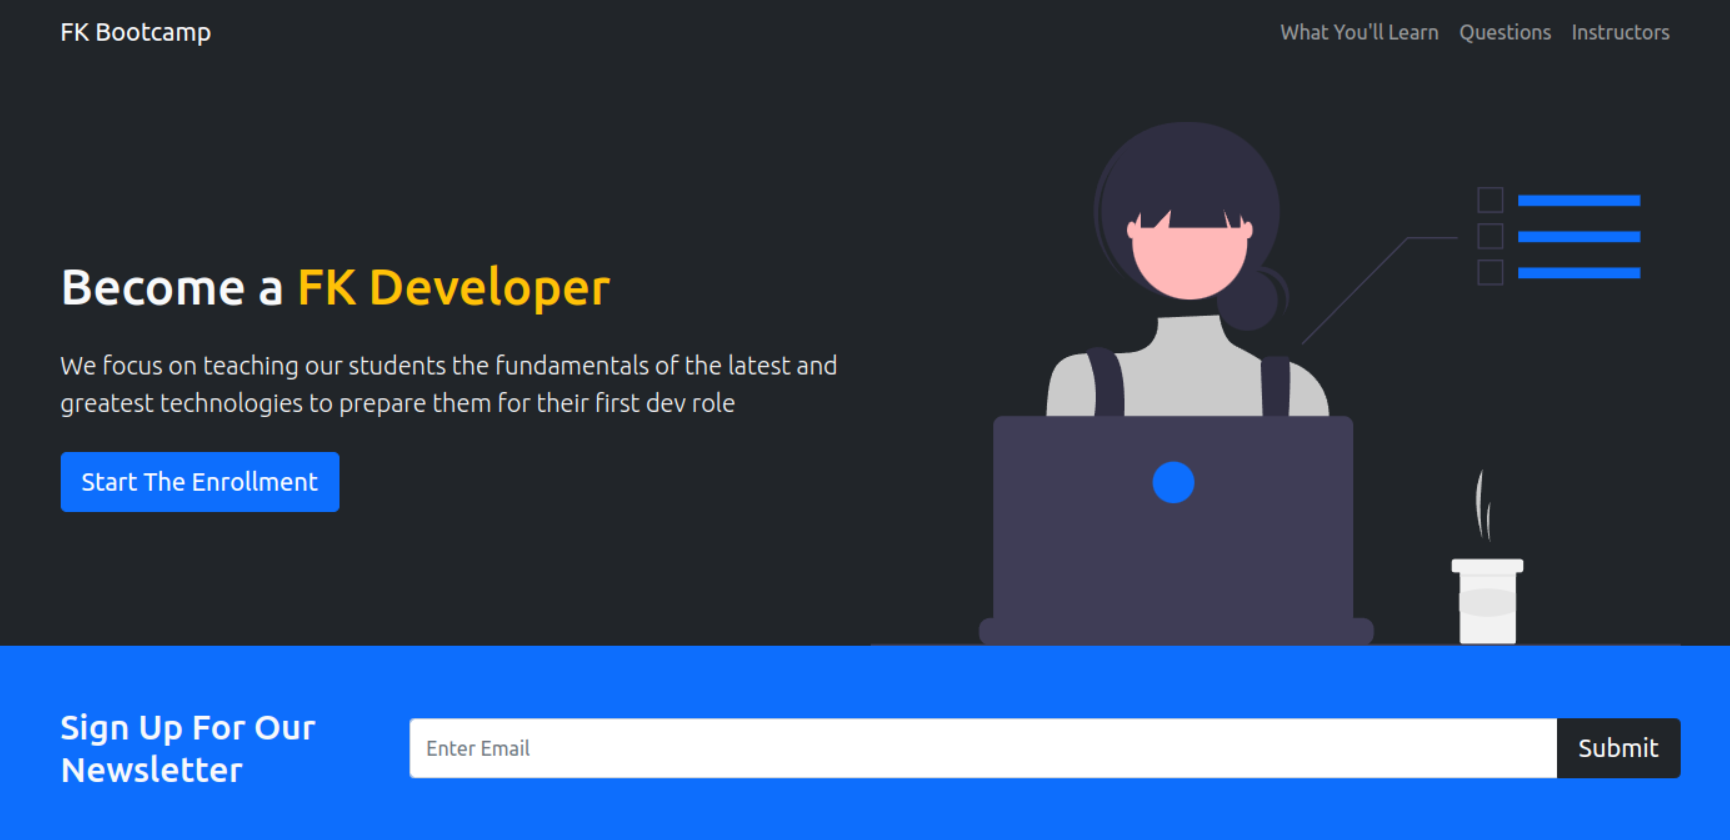 FK Bootcamp
What You'll Learn
Questions
Instructors
Become a FK Developer
We focus on teaching our students the fundamentals of the latest and
greatest technologies to prepare them for their first dev role
Start The Enrollment
Sign Up For Our
Newsletter
Enter Email
Submit